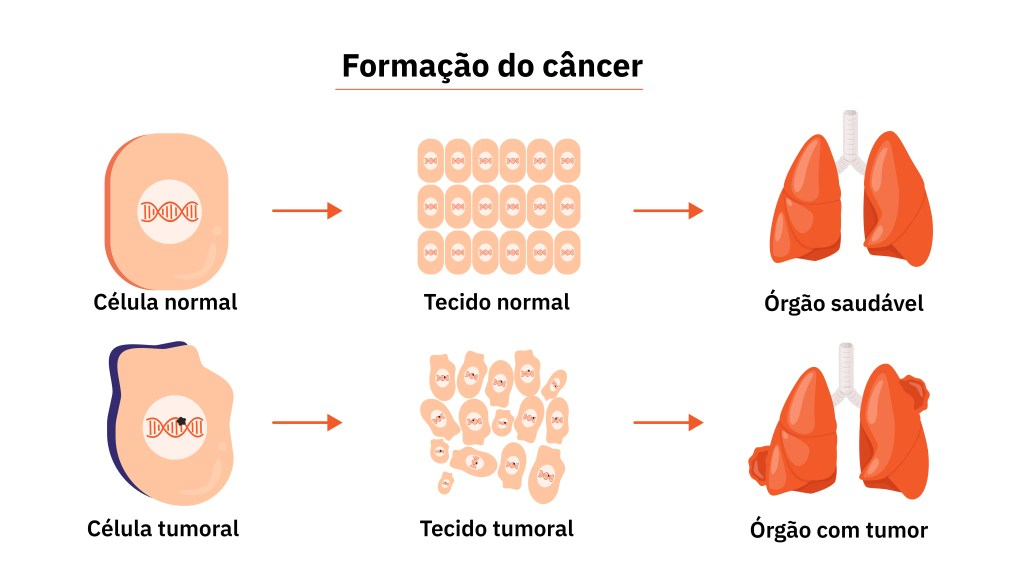 Formação do câncer
Célula normal
Tecido normal
Órgão saudável
Célula tumoral
Tecido tumoral
Órgão com tumor